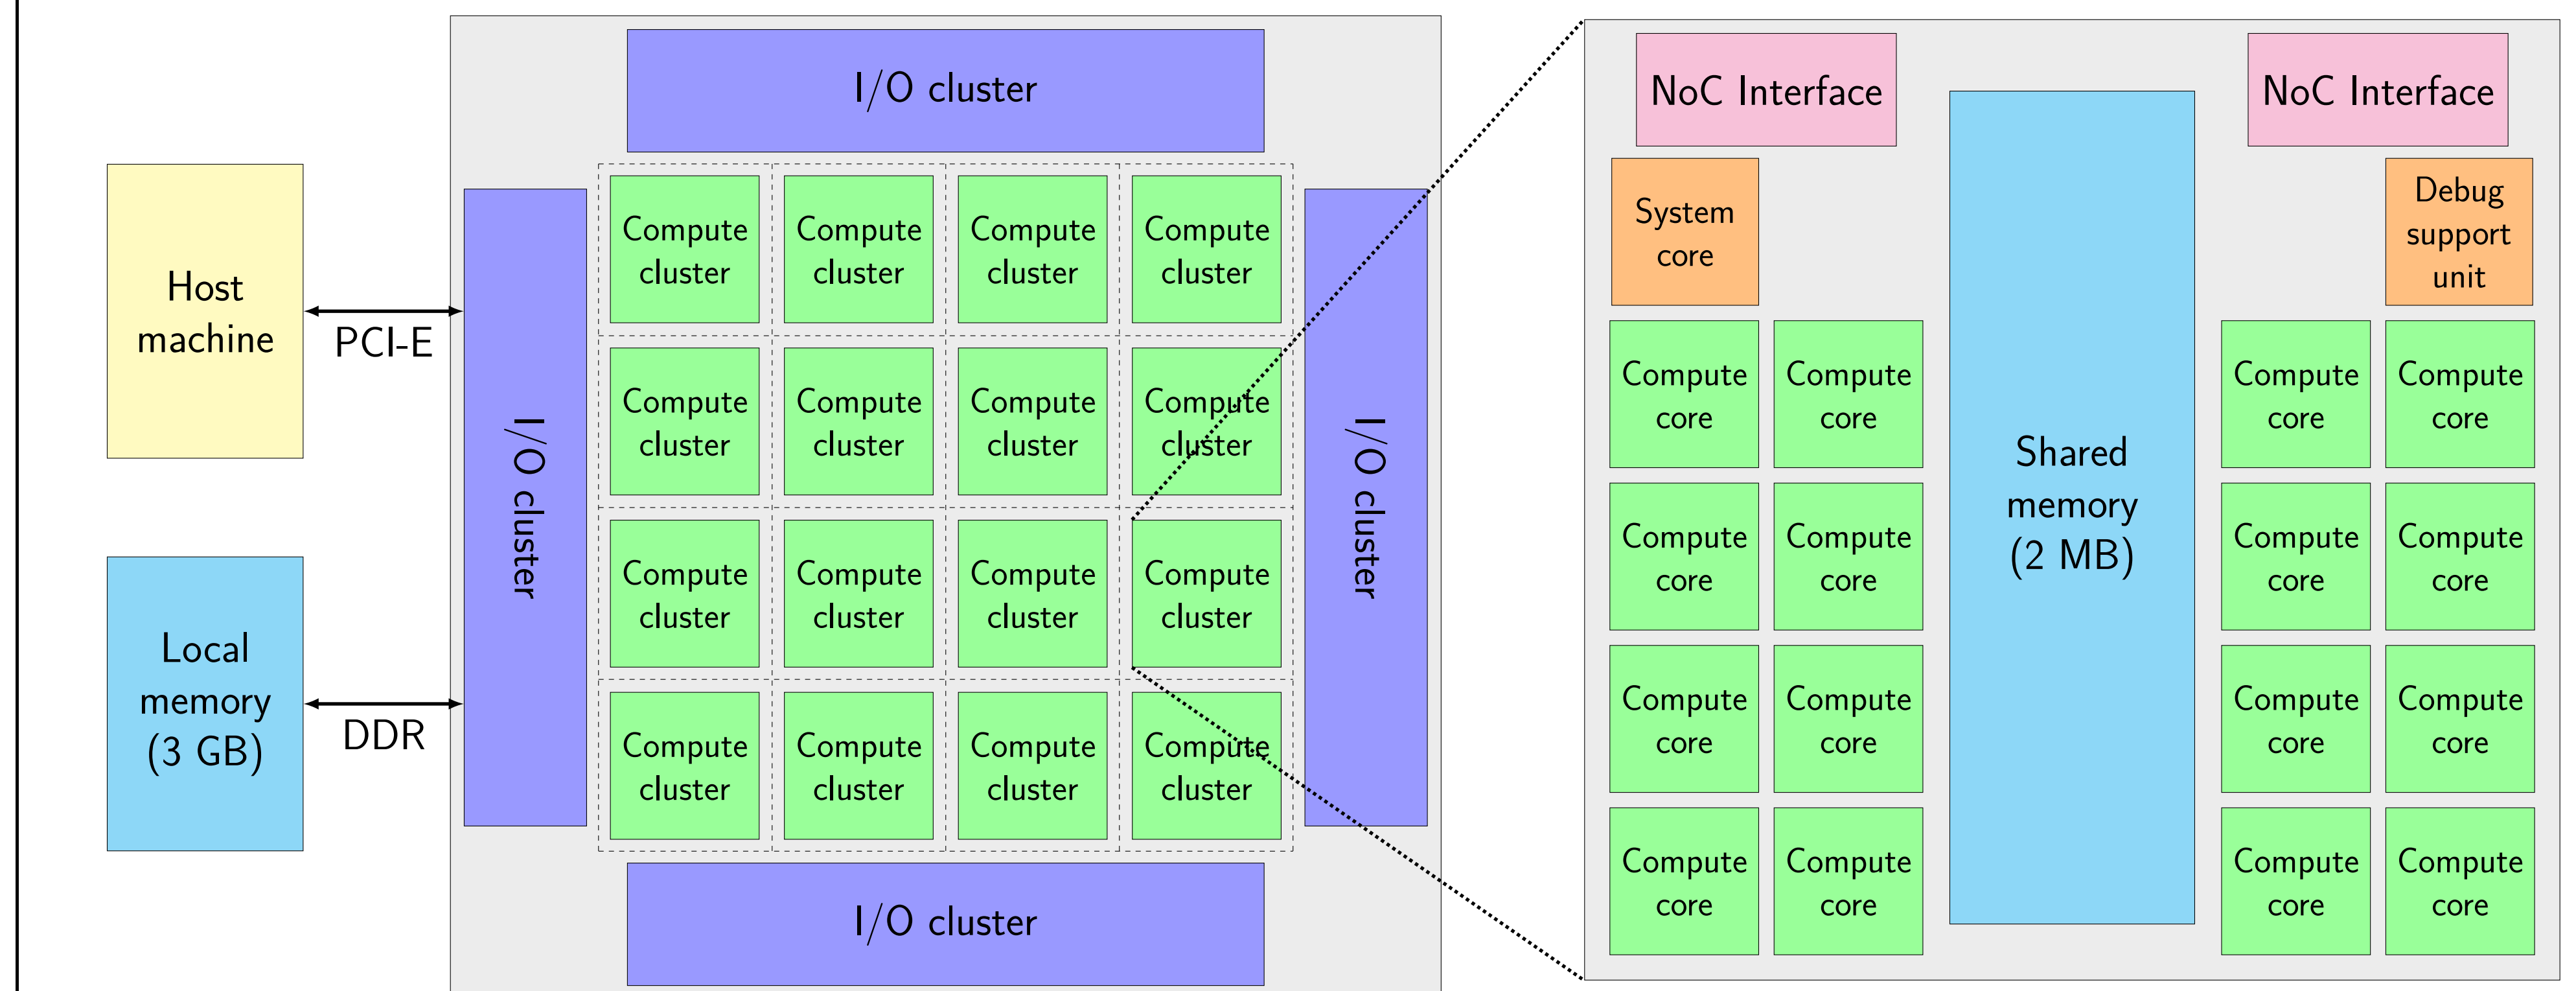 Host
machine
PCI-E
Local
memory
(3 GB)
DDR
I/O cluster
I/O cluster
Compute
cluster
Compute
cluster
Compute
cluster
Compute
cluster
Compute
cluster
Compute
cluster
Compute
cluster
Compute
cluster
Compute
cluster
Compute
cluster
Compute
cluster
Compute
cluster
Compute
cluster
Compute
cluster
Compute
cluster
Compute
cluster
I/O cluster
I/O cluster
NoC Interface
NoC Interface
System
core
Debug
support
unit
Shared
memory
(2 MB)
Compute
core
Compute
core
Compute
core
Compute
core
Compute
core
Compute
core
Compute
core
Compute
core
Compute
core
Compute
core
Compute
core
Compute
core
Compute
core
Compute
core
Compute
core
Compute
core